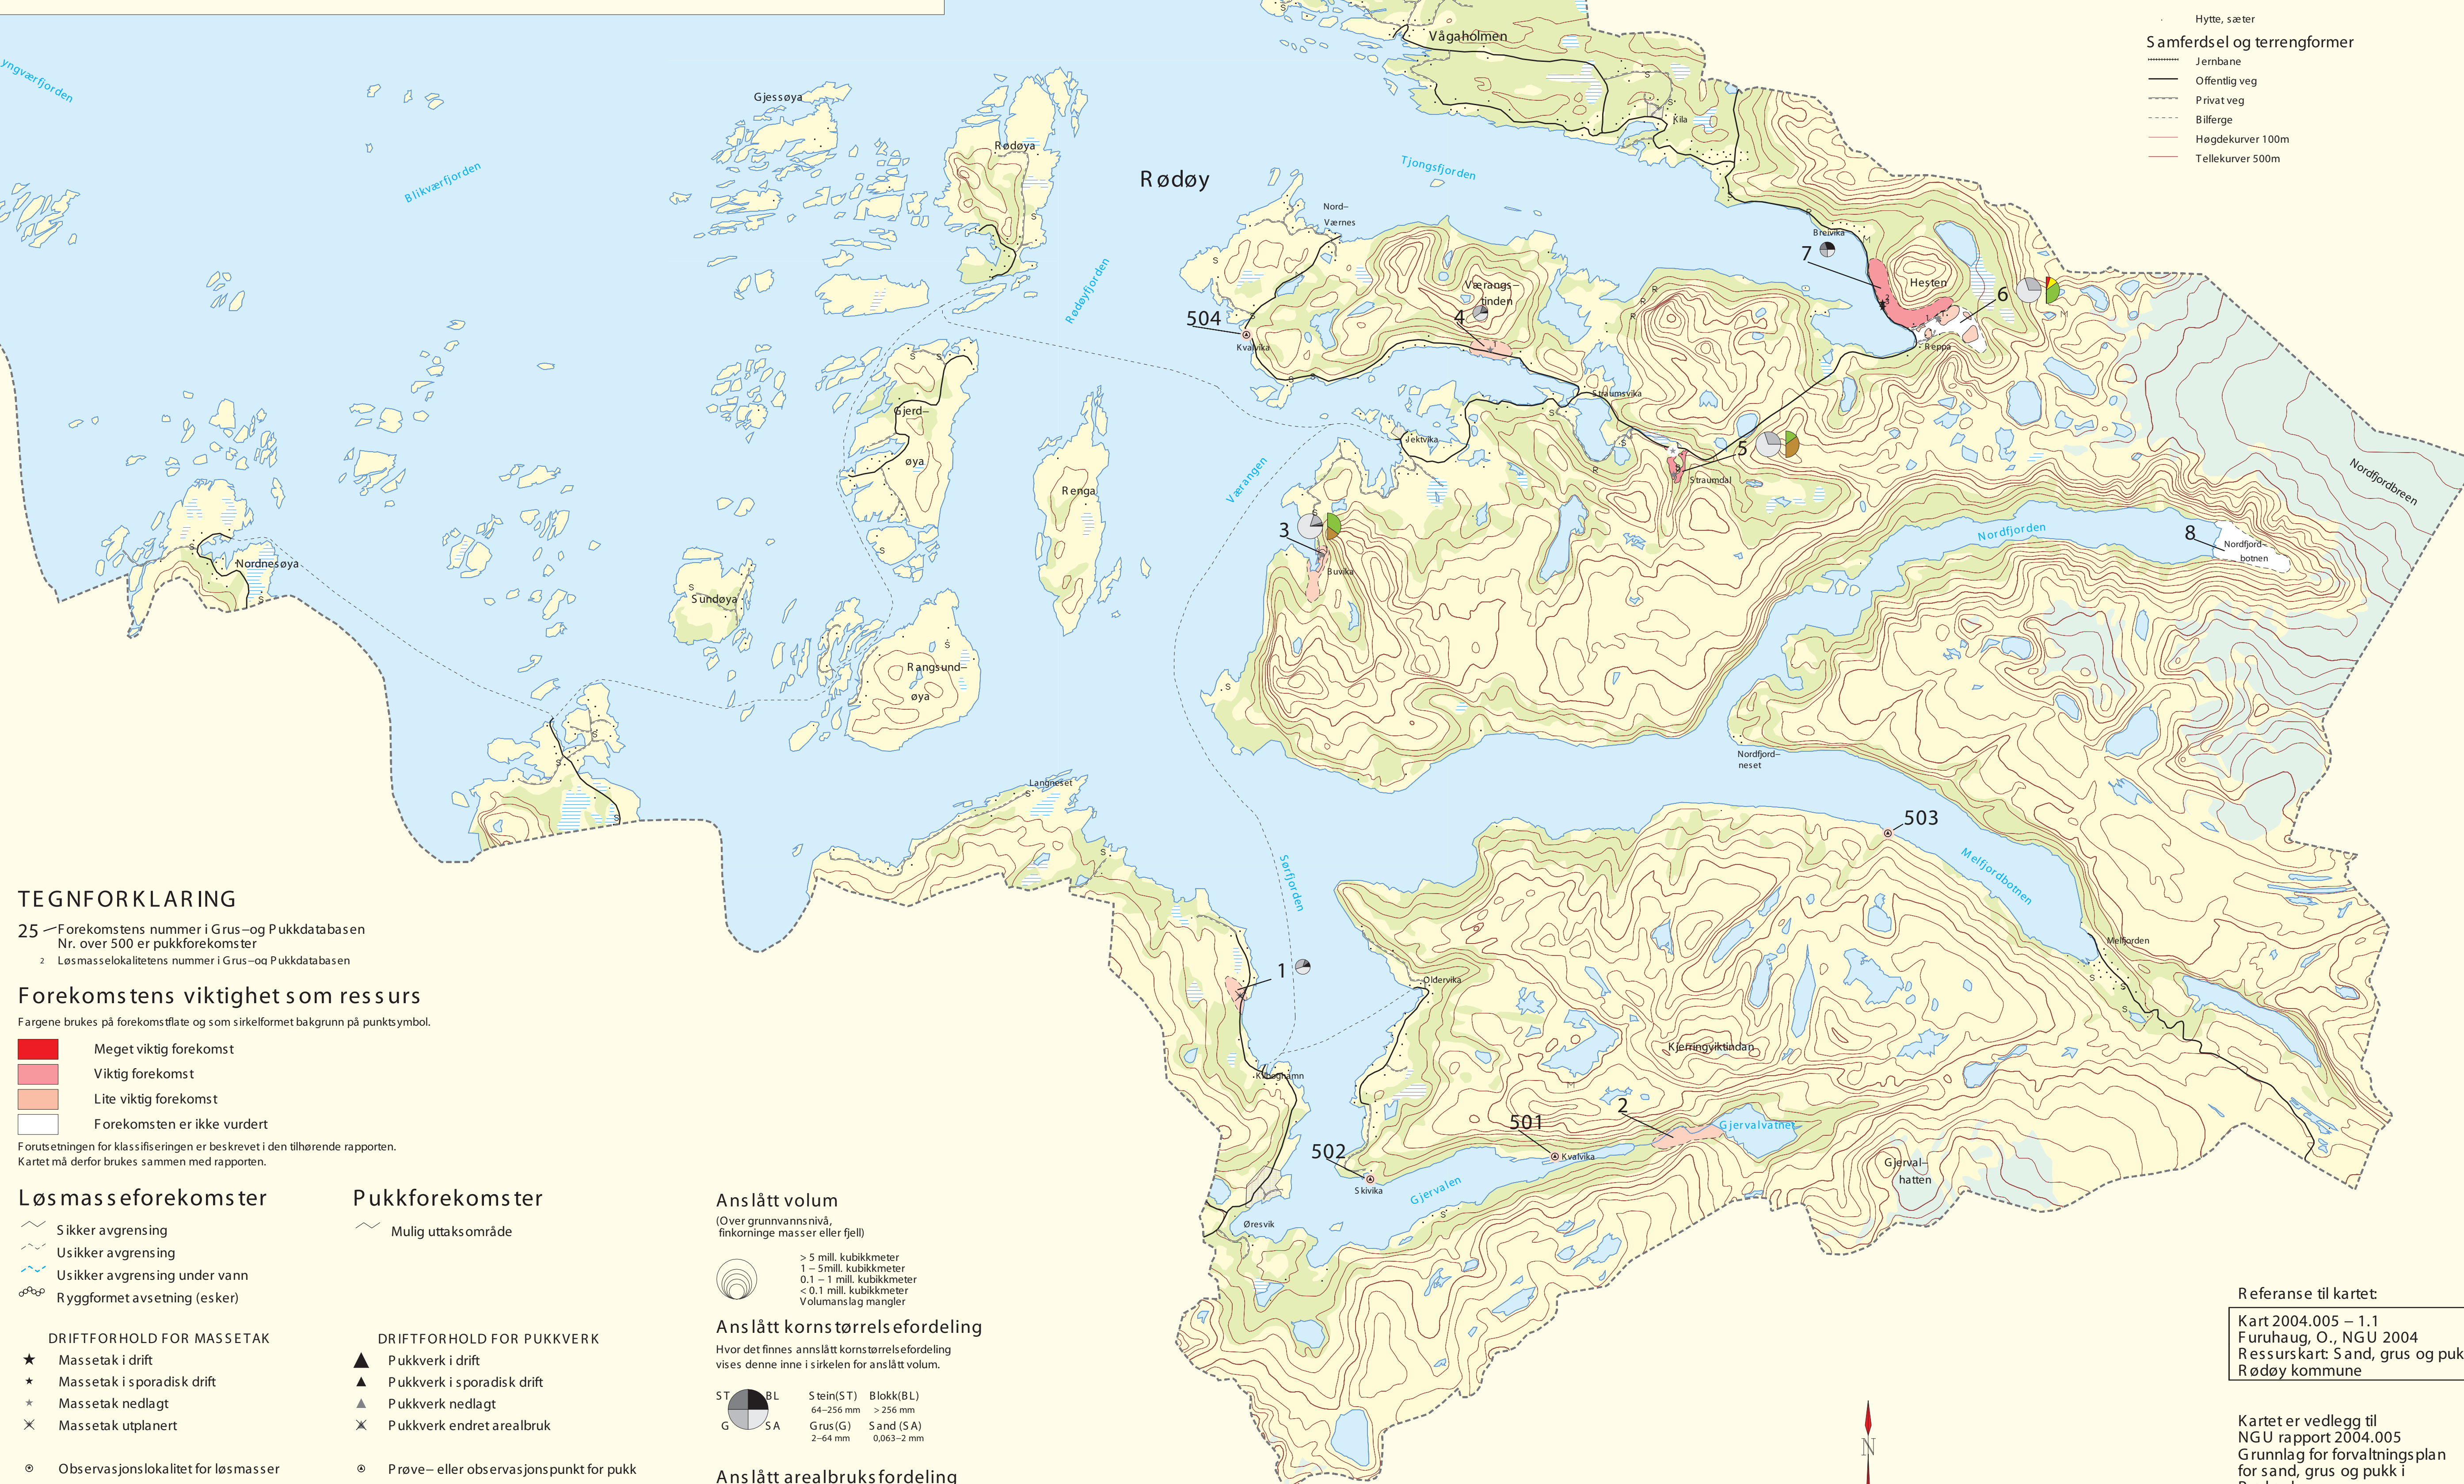 yngværfjorden
Blikværfjorden
Gjessøya
Rødøya
Rødøy
Rødøyfjorden
Vågaholmen
Kila
Tjongsfjorden
Nord–
Værnes
Breivika
7
Hesten
6
Værangs–
tinden
4
504
Kvalvika
Reppa
Straumsvika
Jektvika
5
Straumdal
Gjerd–
øya
Renga
Værangen
3
Buvika
Nordfjordbreen
Nordfjorden
8
Nordfjord–
botnen
Nordnesøya
Sundøya
Rangsund–
øya
Nordfjord–
neset
Langneset
503
Melfjordbotnen
Sørfjorden
Melfjorden
1
Oldervika
Kjerringviktindan
Kilboghamn
2
Gjervalvatnet
501
Kvalvika
502
Skivika
Gjervalen
Gjerval–
hatten
Øresvik
Hytte, sæter
Samferdsel og terrengformer
Jernbane
Offentlig veg
Privat veg
Bilferge
Høgdekurver 100m
Tellekurver 500m
TEGNFORKLARING
25 Forekomstens nummer i Grus–og Pukkdatabasen
Nr. over 500 er pukkforekomster
2 Løsmasselokalitetens nummer i Grus–og Pukkdatabasen
Forekomstens viktighet som ressurs
Fargene brukes på forekomstflate og som sirkelformet bakgrunn på punktsymbol.
Meget viktig forekomst
Viktig forekomst
Lite viktig forekomst
Forekomsten er ikke vurdert
Forutsetningen for klassifiseringen er beskrevet i den tilhørende rapporten.
Kartet må derfor brukes sammen med rapporten.
Løsmasseforekomster
Sikker avgrensing
Usikker avgrensing
Usikker avgrensing under vann
Ryggformet avsetning (esker)
DRIFTFORHOLD FOR MASSETAK
Massetak i drift
Massetak i sporadisk drift
Massetak nedlagt
Massetak utplanert
Observasjonslokalitet for løsmasser
Pukkforekomster
Mulig uttaksområde
DRIFTFORHOLD FOR PUKKVERK
Pukkverk i drift
Pukkverk i sporadisk drift
Pukkverk nedlagt
Pukkverk endret arealbruk
Prøve– eller observasjonspunkt for pukk
Anslått volum
(Over grunnvannsnivå,
finkorninge masser eller fjell)
> 5 mill. kubikkmeter
1 – 5mill. kubikkmeter
0.1 – 1 mill. kubikkmeter
< 0.1 mill. kubikkmeter
Volumanslag mangler
Anslått kornstørrelsefordeling
Hvor det finnes annslått kornstørrelsefordeling
vises denne inne i sirkelen for anslått volum.
ST BL Stein(ST) Blokk(BL)
64–256 mm > 256 mm
G SA Grus(G) Sand (SA)
2–64 mm 0,063–2 mm
Anslått arealbruksfordeling
N
Referanse til kartet:
Kart 2004.005 – 1.1
Furuhaug, O., NGU 2004
Ressurskart: Sand, grus og puk
Rødøy kommune
Kartet er vedlegg til
NGU rapport 2004.005
Grunnlag for forvaltningsplan
for sand, grus og pukk i